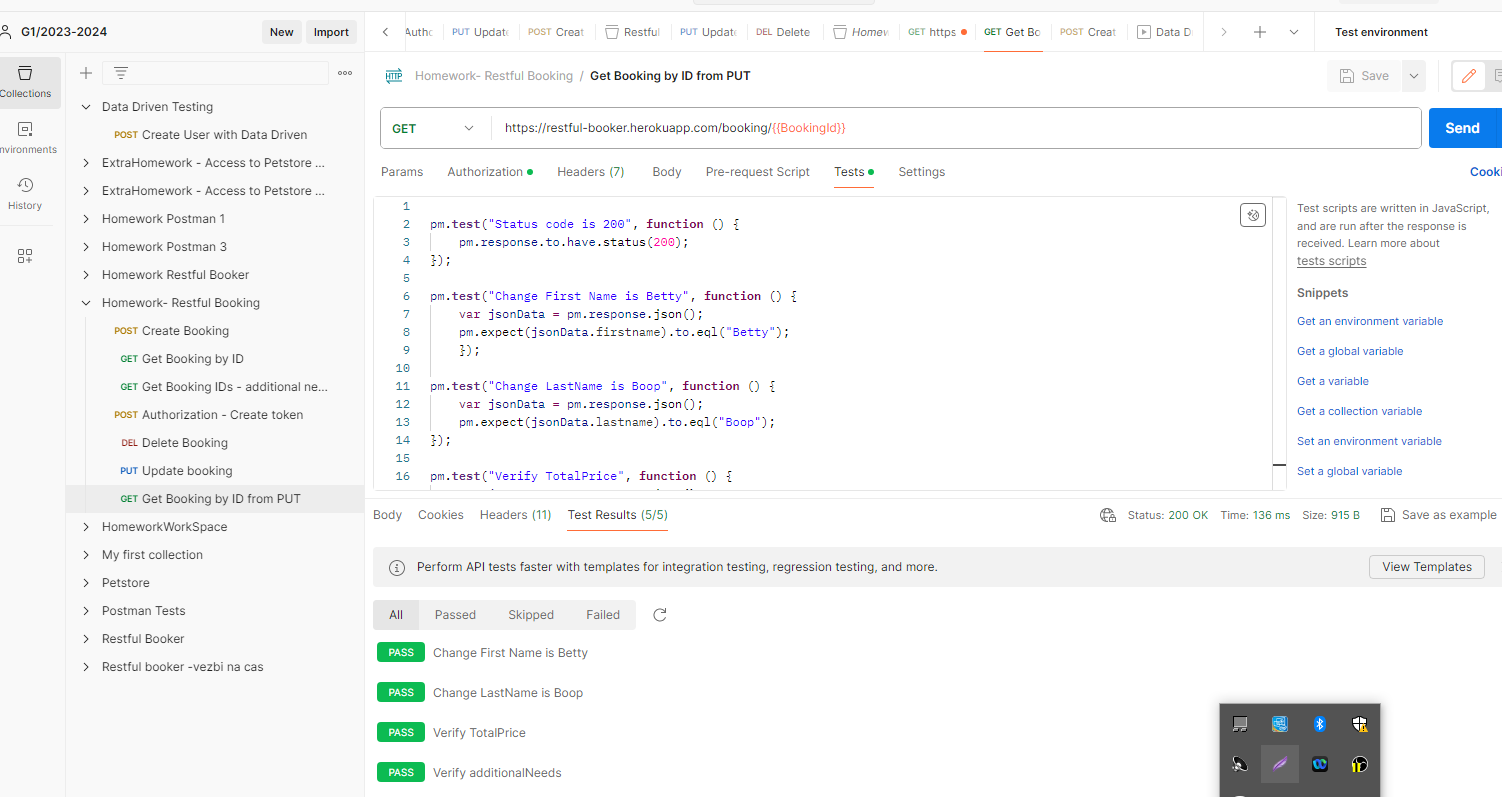 G1/2023-2024
New
Import
Update
POST Creat
Restful
PUT Update
DEL Delete
GET https
GET Get Bo
POST Creat
Data D
Test environment
Collections
History
Data Driven Testing
POST Create User with Data Driven
ExtraHomework - Access to Petstore ...
ExtraHomework - Access to Petstore ...
Homework Postman 1
Homework Postman 3
Homework Restful Booker
Homework- Restful Booking
POST Create Booking
GET Get Booking by ID
GET Get Booking IDs - additional ne...
POST Authorization - Create token
DEL Delete Booking
PUT Update booking
GET Get Booking by ID from PUT
HomeworkWorkSpace
My first collection
Petstore
Postman Tests
Restful Booker
Restful booker -vezbi na cas
HTTP Homework- Restful Booking / Get Booking by ID from PUT
Save
GET https://restful-booker.herokuapp.com/booking/{{BookingId}}
Send
Params Authorization Headers (7) Body Pre-request Script Tests Settings
Cooki
1
2 pm.test("Status code is 200", function () {
3 pm.response.to.have.status(200);
4 });
5
6 pm.test("Change First Name is Betty", function () {
7 var jsonData = pm.response.json();
8 pm.expect(jsonData.firstname).to.eql("Betty");
9 });
10
11 pm.test("Change LastName is Boop", function () {
12 var jsonData = pm.response.json();
13 pm.expect(jsonData.lastname).to.eql("Boop");
14 });
15
16 pm.test("Verify TotalPrice", function () {
Test scripts are written in JavaScript,
and are run after the response is
received. Learn more about
tests scripts
Snippets
Get an environment variable
Get a global variable
Get a variable
Get a collection variable
Set an environment variable
Set a global variable
Body Cookies Headers (11) Test Results (5/5)
Status: 200 OK Time: 136 ms Size: 915 B
Save as example
Perform API tests faster with templates for integration testing, regression testing, and more.
View Templates
All Passed Skipped Failed
PASS Change First Name is Betty
PASS Change LastName is Boop
PASS Verify TotalPrice
PASS Verify additionalNeeds